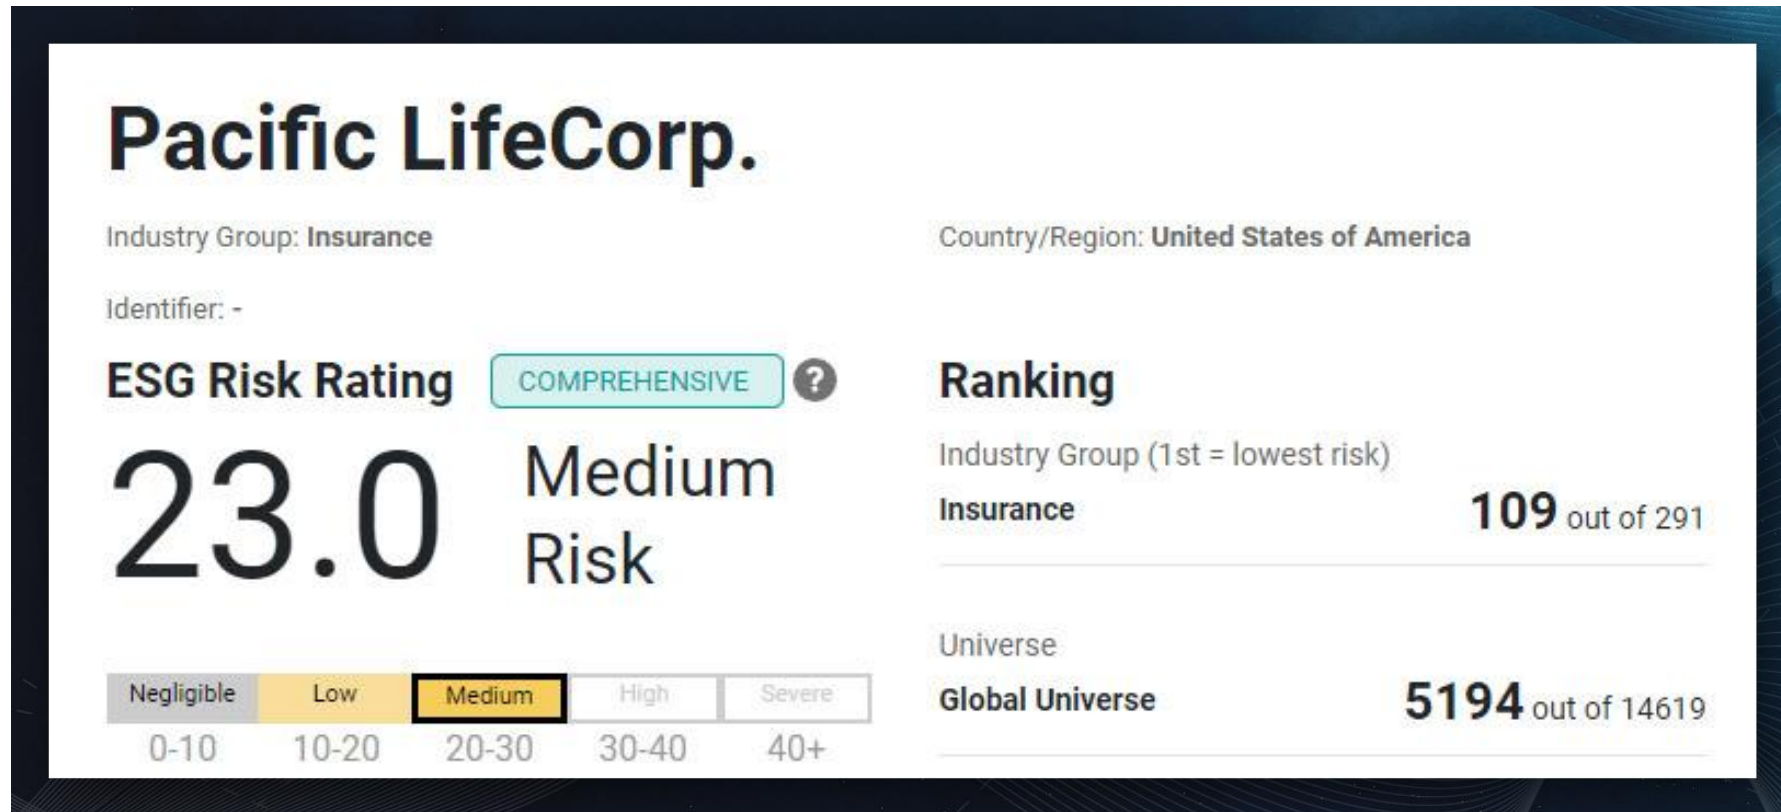 Pacific LifeCorp.
Industry Group: Insurance
Country/Region: United States of America
Identifier: -
ESG Risk Rating
COMPREHENSIVE
?
23.0
Medium
Risk
Negligible
Low
Medium
High
Severe
0-10
10-20
20-30
30-40
40+
Ranking
Industry Group (1st = lowest risk)
Insurance
109 out of 291
Universe
Global Universe
5194 out of 14619